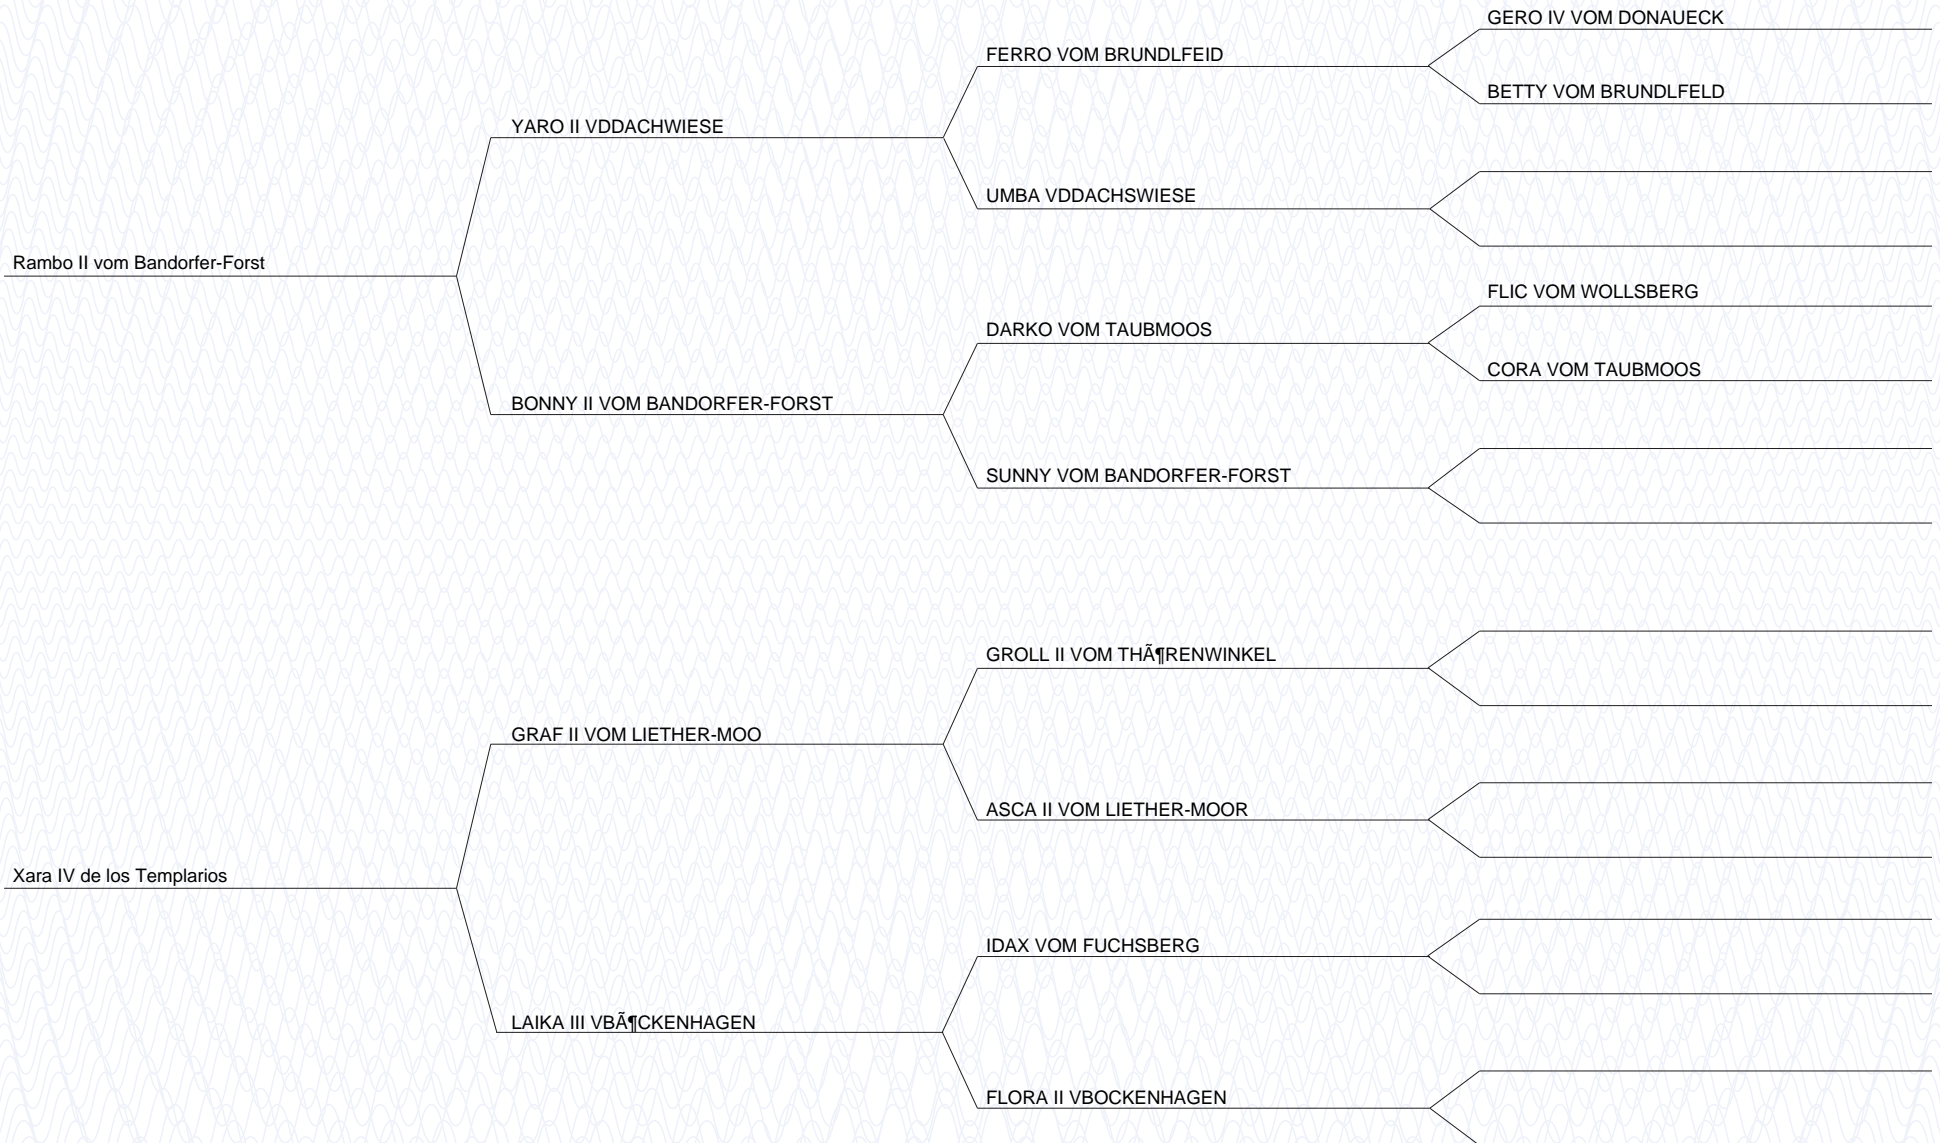 GERO IV VOM DONAUECK
FERRO VOM BRUNDLFEID
BETTY VOM BRUNDLFELD
YARO II VDDACHWIESE
UMBA VDDACHSWIESE
Rambo II vom Bandorfer-Forst
FLIC VOM WOLLSBERG
DARKO VOM TAUBMOOS
CORA VOM TAUBMOOS
BONNY II VOM BANDORFER-FORST
SUNNY VOM BANDORFER-FORST
GROLL II VOM THÃ¶RENWINKEL
GRAF II VOM LIETHER-MOO
ASCA II VOM LIETHER-MOOR
Xara IV de los Templarios
IDAX VOM FUCHSBERG
LAIKA III VBÃ¶CKENHAGEN
FLORA II VBOCKENHAGEN